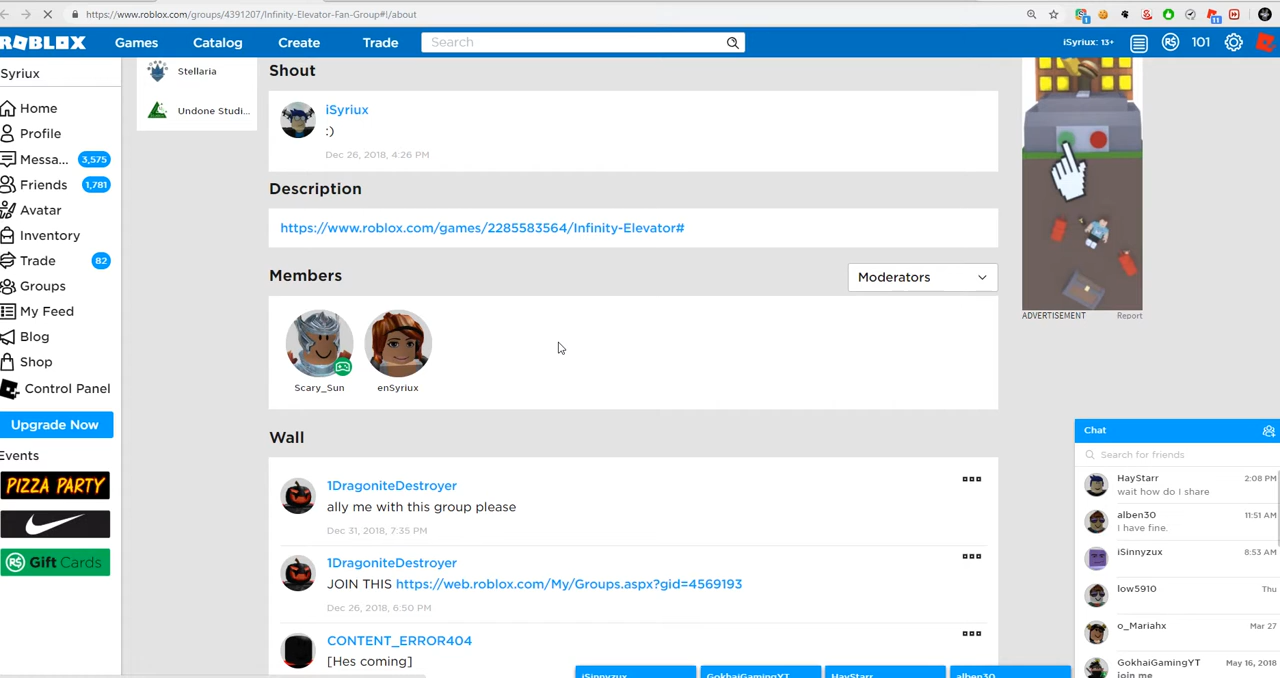 https://www.roblox.com/groups/4391207/Infinity-Elevator-Fan-Group#!/about
1
11
ROBLOX
Games
Catalog
Create
Trade
Search
iSyriux: 13+
101
Syriux
Home
Profile
Messa... 3,575
Friends 1,781
Avatar
Inventory
Trade 82
Groups
My Feed
Blog
Shop
Control Panel
Upgrade Now
Events
PIZZA PARTY
Gift Cards
Stellaria
Undone Studi...
Shout
iSyriux
:)
Dec 26, 2018, 4:26 PM
Description
https://www.roblox.com/games/2285583564/Infinity-Elevator#
Members
Moderators
Scary_Sun
enSyriux
Wall
1DragoniteDestroyer
ally me with this group please
Dec 31, 2018, 7:35 PM
1DragoniteDestroyer
JOIN THIS https://web.roblox.com/My/Groups.aspx?gid=4569193
Dec 26, 2018, 6:50 PM
CONTENT_ERROR404
[Hes coming]
ADVERTISEMENT
Report
Chat
Search for friends
HayStarr 2:08 PM
wait how do I share
alben30 11:51 AM
I have fine.
iSinnyzux 8:53 AM
low5910 Thu
o_Mariahx Mar 27
GokhaiGamingYT May 16, 2018
join me
iSinnyzux
GokhaiGamingYT
HayStarr
alben30